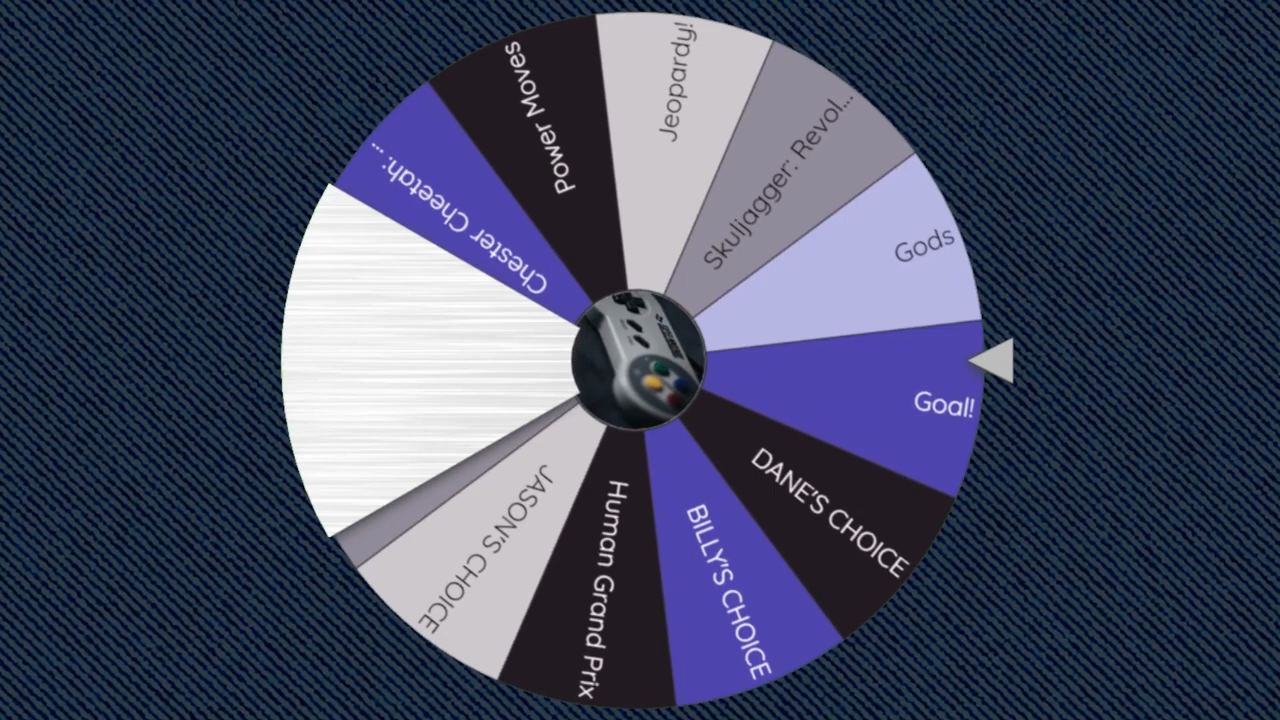 Jeopardy!
Skuljagger: Revol...
Gods
Goal!
DANE'S CHOICE
BILLY'S CHOICE
Human Grand Prix
JASON'S CHOICE
Chester Cheetah: ...
Power Moves